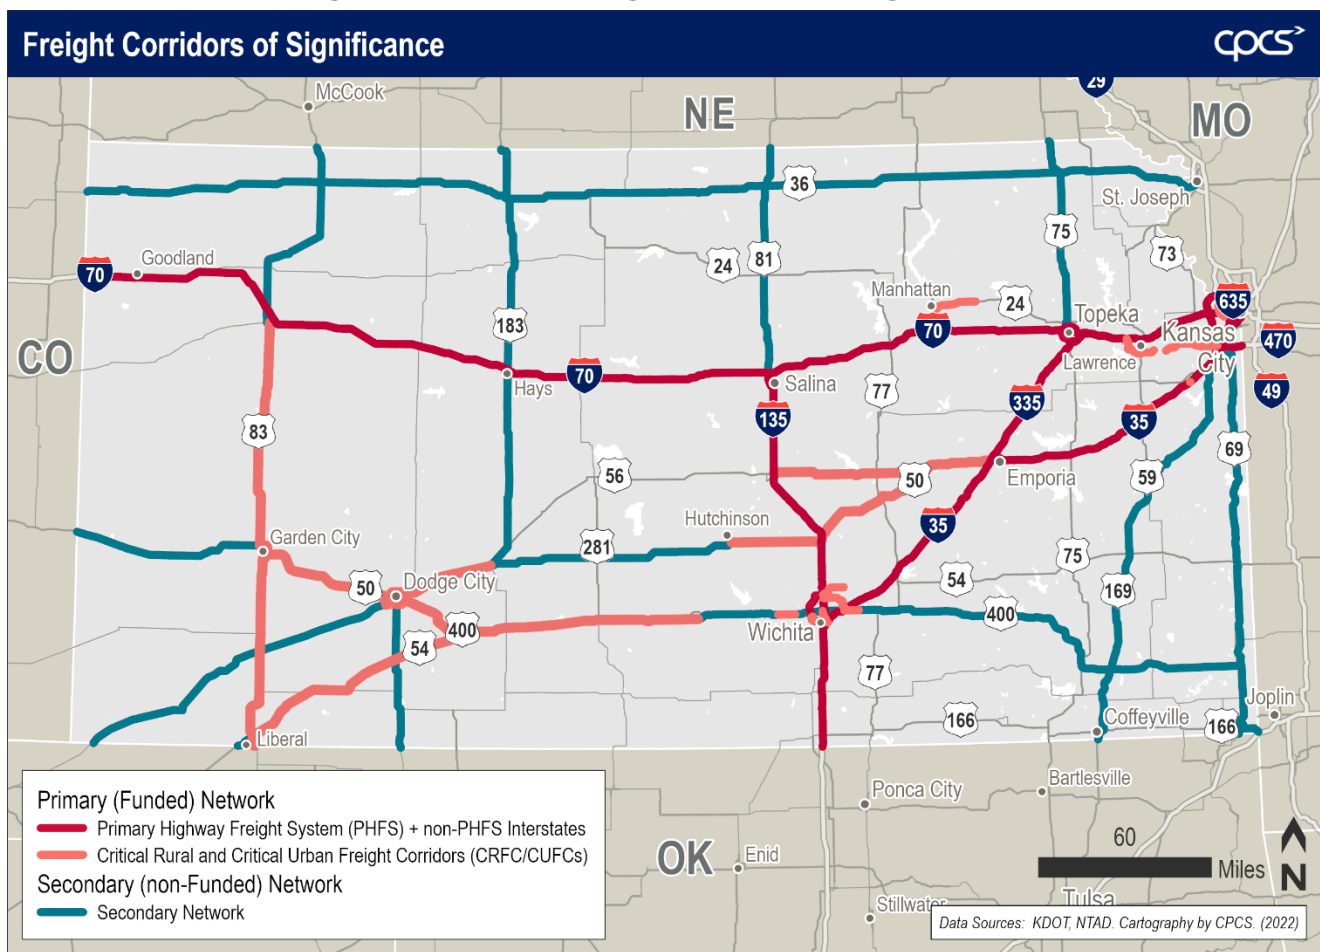 Freight Corridors of Significance
cpcs
29
McCook
NE
MO
36
St. Joseph
75
73
Goodland
70
24
81
Manhattan
24
635
183
70
Topeka
Kansas
City
470
CO
Lawrence
70
Hays
Salina
49
77
335
135
35
83
69
56
50
Emporia
59
Hutchinson
35
Garden City
281
75
50
Dodge City
54
169
400
400
Wichita
54
77
166
Coffeyville
166
Joplin
Liberal
Primary (Funded) Network
Primary Highway Freight System (PHFS) + non-PHFS Interstates
Critical Rural and Critical Urban Freight Corridors (CRFC/CUFCs)
Secondary (non-Funded) Network
Secondary Network
Ponca City
Bartlesville
OK
Enid
60
Miles
N
Stillwater
Tulsa
Data Sources: KDOT, NTAD. Cartography by CPCS. (2022)